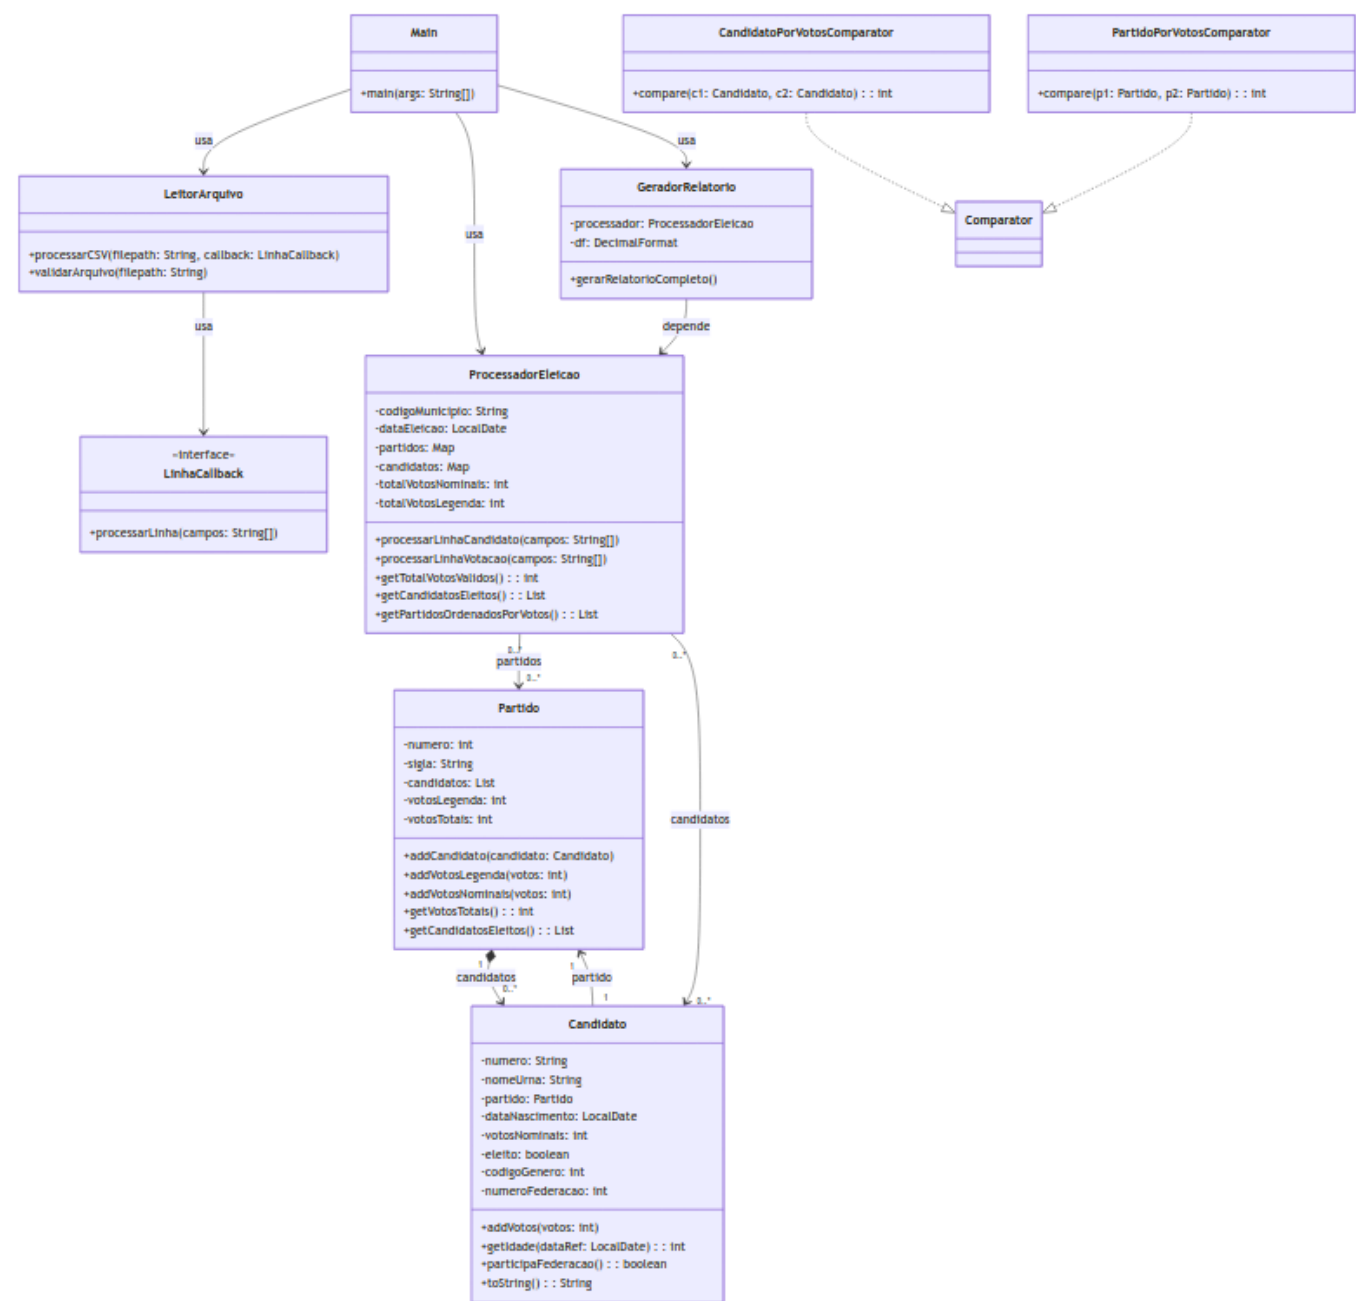 Main
+main(args: String[])
CandidatoPorVotosComparator
+compare(c1: Candidato, c2: Candidato) : : int
PartidoPorVotosComparator
+compare(p1: Partido, p2: Partido) : : int
usa
usa
usa
LeitorArquivo
+processarCSV(filepath: String, callback: LinhaCallback)
+validarArquivo(filepath: String)
GeradorRelatorio
-processador: ProcessadorEleicao
-df: DecimalFormat
+gerarRelatorioCompleto()
Comparator
usa
depende
«interface»
LinhaCallback
+processarLinha(campos: String[])
ProcessadorEleicao
-codigoMunicipio: String
-dataEleicao: LocalDate
-partidos: Map
-candidatos: Map
-totalVotosNominais: int
-totalVotosLegenda: int
+processarLinhaCandidato(campos: String[])
+processarLinhaVotacao(campos: String[])
+getTotalVotosValidos() : : int
+getCandidatosEleitos() : : List
+getPartidosOrdenadosPorVotos() : : List
0..*
partidos
0..*
0..*
candidatos
0..*
Partido
-numero: int
-sigla: String
-candidatos: List
-votosLegenda: int
-votosTotais: int
+addCandidato(candidato: Candidato)
+addVotosLegenda(votos: int)
+addVotosNominais(votos: int)
+getVotosTotais() : : int
+getCandidatosEleitos() : : List
1
candidatos
0..*
1
partido
1
Candidato
-numero: String
-nomeUrna: String
-partido: Partido
-dataNascimento: LocalDate
-votosNominais: int
-eleito: boolean
-codigoGenero: int
-numeroFederacao: int
+addVotos(votos: int)
+getIdade(dataRef: LocalDate) : : int
+participaFederacao() : : boolean
+toString() : : String